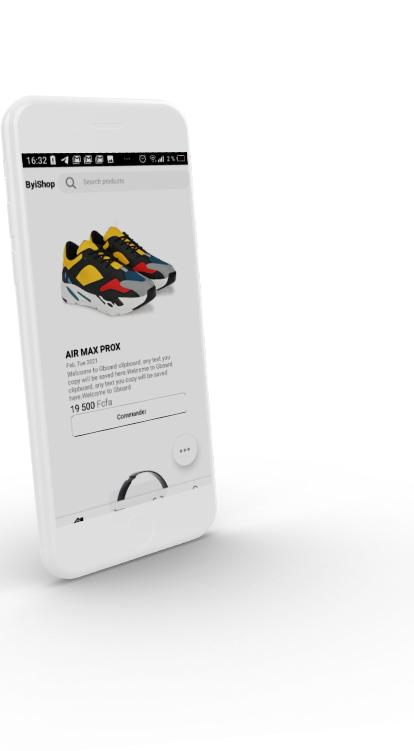 16:32 2%
ByiShop Search products
AIR MAX PROX
Feb, Tue 2021
Welcome to Gboard clipboard, any text you
copy will be saved here.Welcome to Gboard
clipboard, any text you copy will be saved
here.Welcome to Gboard
19 500 Fcfa
Commander